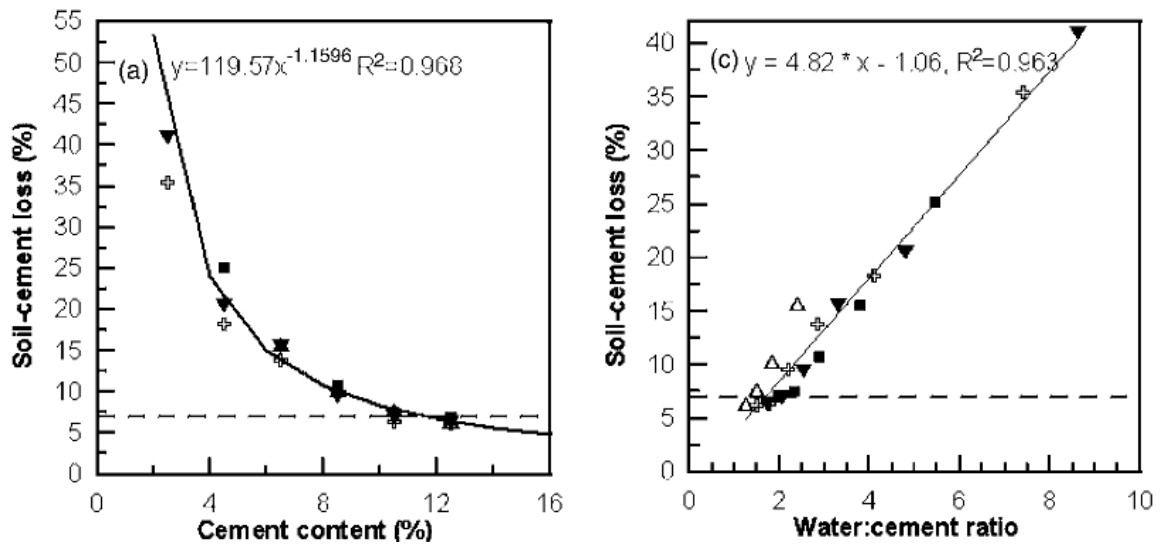 (a) y=119.57x^-1.1596 R²=0.968
55
50
45
40
35
30
25
20
15
10
5
0
Soil-cement loss (%)
0 4 8 12 16
Cement content (%)
(c) y = 4.82 * x - 1.06, R²=0.963
40
35
30
25
20
15
10
5
0
Soil-cement loss (%)
0 2 4 6 8 10
Water:cement ratio